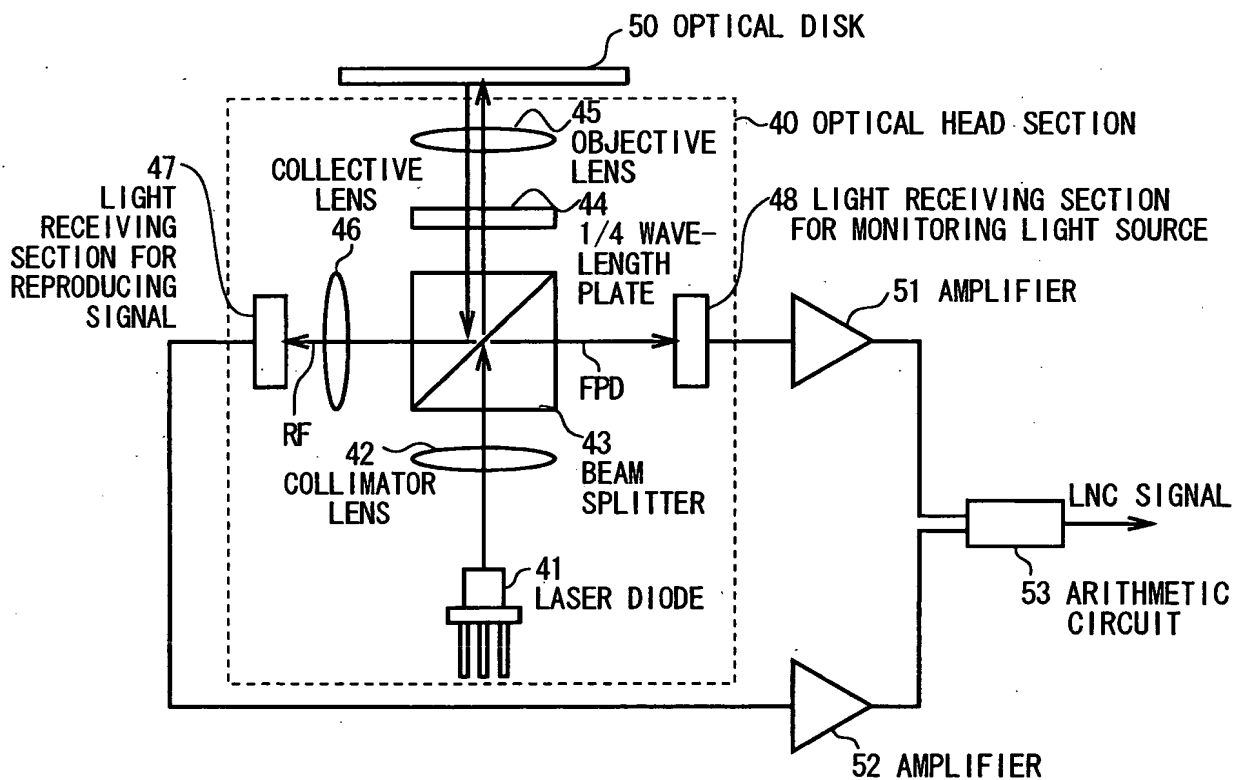 50 OPTICAL DISK
40 OPTICAL HEAD SECTION
45
OBJECTIVE
LENS
COLLECTIVE
LENS
46
47
LIGHT
RECEIVING
SECTION FOR
REPRODUCING
SIGNAL
44
1/4 WAVE-
LENGTH
PLATE
48 LIGHT RECEIVING SECTION
FOR MONITORING LIGHT SOURCE
51 AMPLIFIER
RF
FPD
42
COLLIMATOR
LENS
43
BEAM
SPLITTER
LNC SIGNAL
41
LASER DIODE
53 ARITHMETIC
CIRCUIT
52 AMPLIFIER